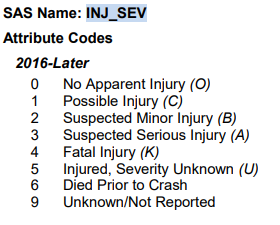 SAS Name: INJ_SEV
Attribute Codes
2016-Later
0 No Apparent Injury (O)
1 Possible Injury (C)
2 Suspected Minor Injury (B)
3 Suspected Serious Injury (A)
4 Fatal Injury (K)
5 Injured, Severity Unknown (U)
6 Died Prior to Crash
9 Unknown/Not Reported